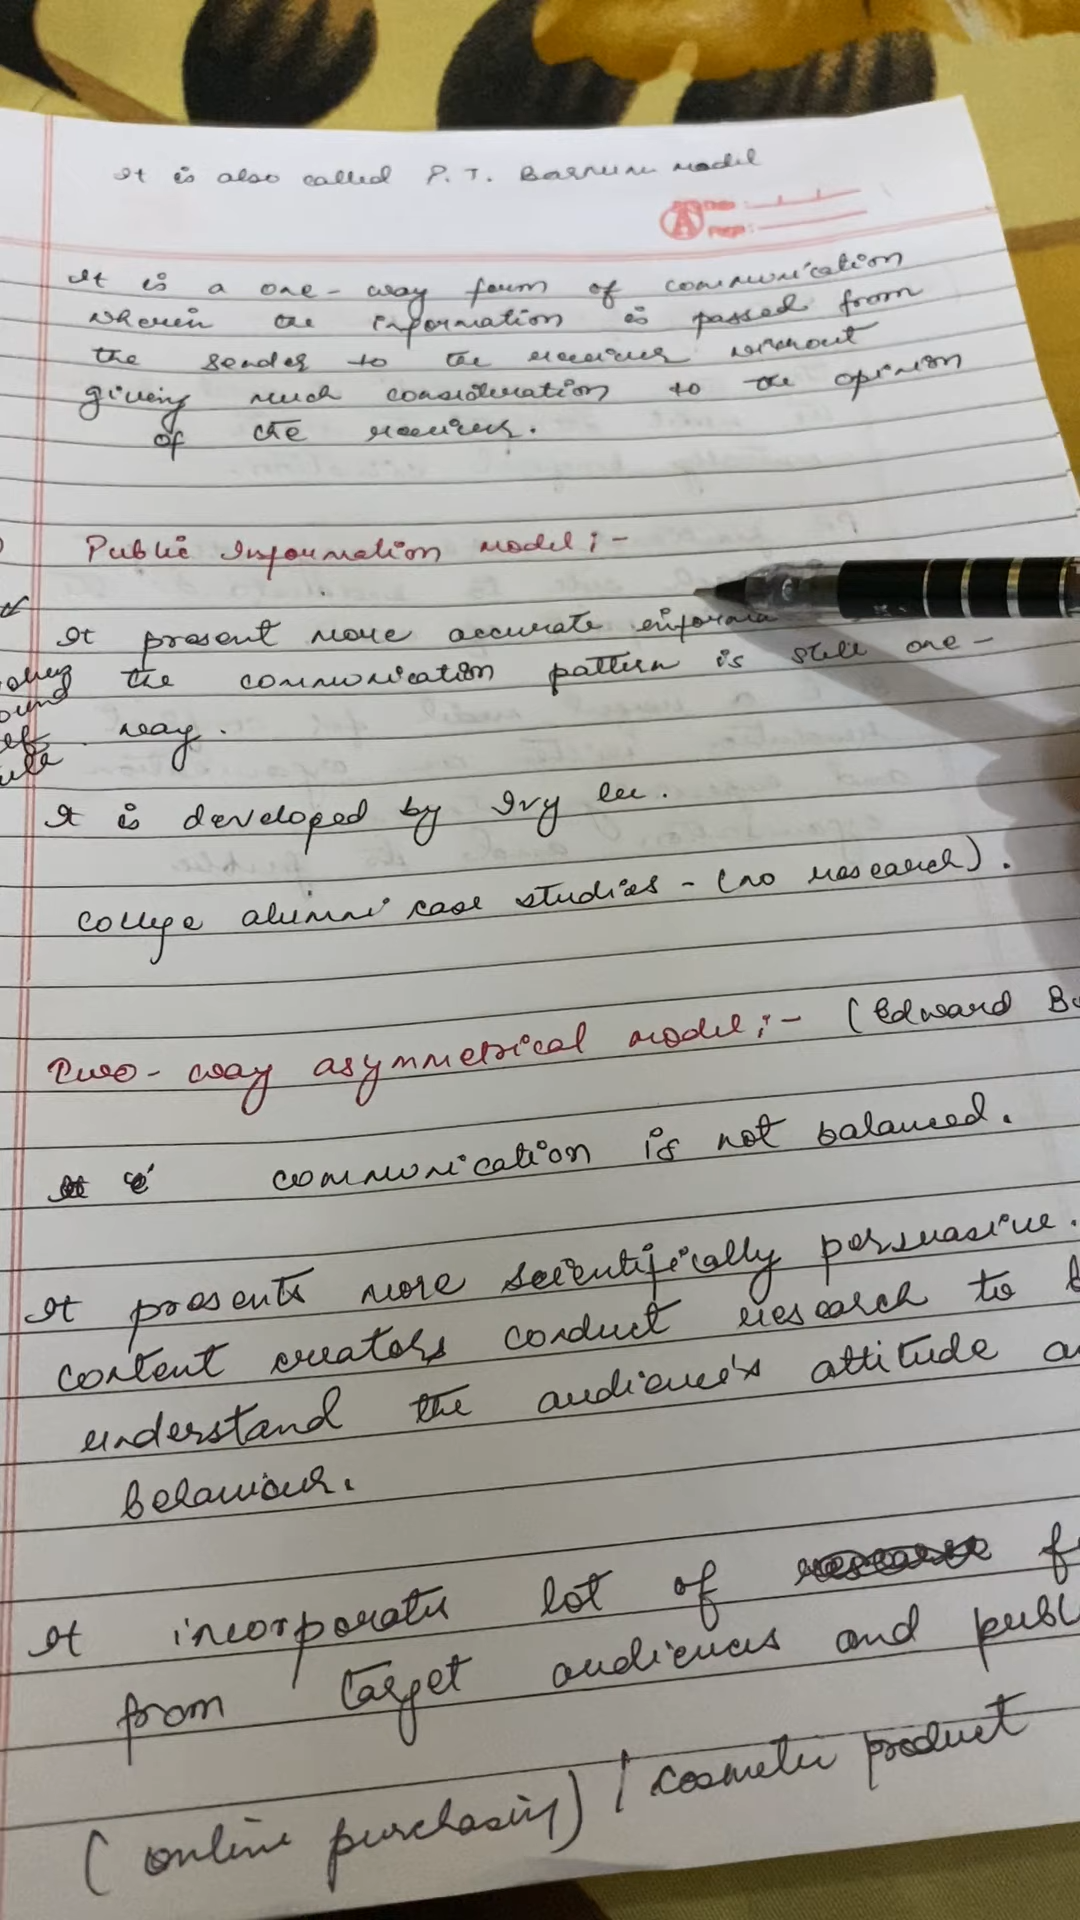 It is also called P. T. Barnum model
Date :
Page :
It is a one-way form of communication
wherein the information is passed from
the sender to the receiver without
giving much consideration to the opinion
of the receiver.
Public Information model :-
It present more accurate informa
the communication pattern is still one-
way.
It is developed by Ivy lee.
college alumni case studies - (no research).
Two-way asymmetrical model :- (Edward
communication is not balanced.
It presents more scientifically persuasive.
content creators conduct research to
understand the audience's attitude
behaviour.
It incorporate lot of
from target audiences and
(online purchasing) / cosmetic product